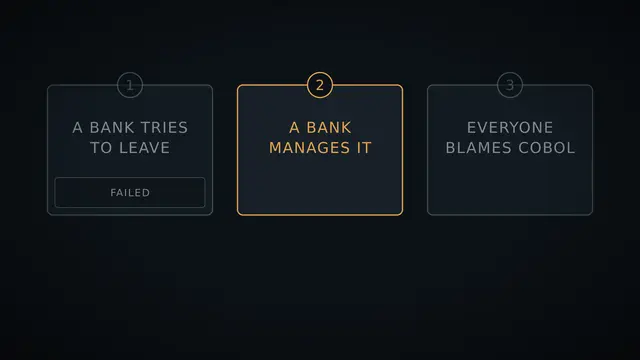 1
A BANK TRIES
TO LEAVE
FAILED
2
A BANK
MANAGES IT
3
EVERYONE
BLAMES COBOL